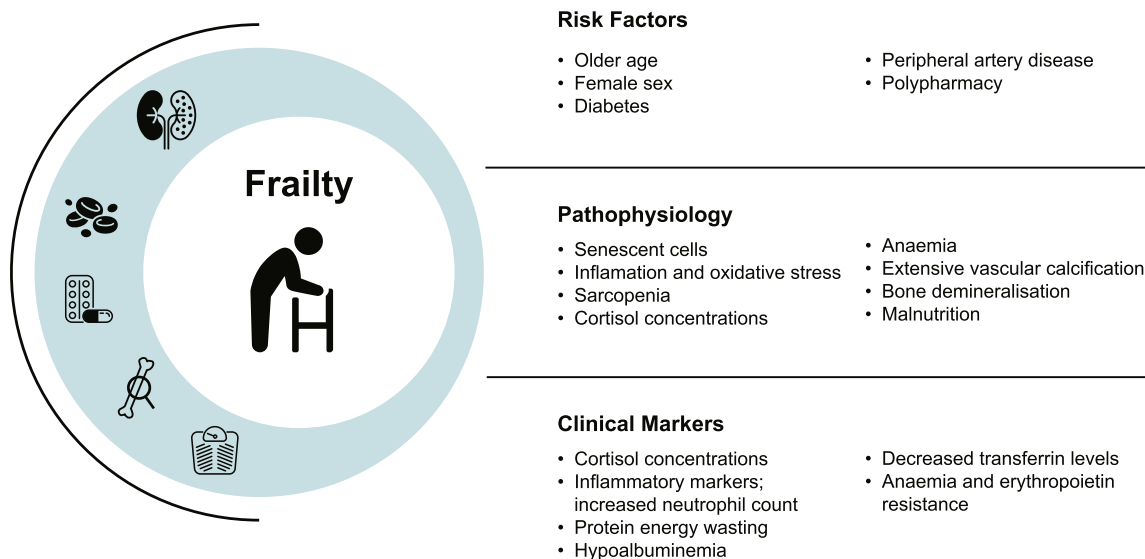 Frailty
Risk Factors
• Older age
• Female sex
• Diabetes
• Peripheral artery disease
• Polypharmacy
Pathophysiology
• Senescent cells
• Inflamation and oxidative stress
• Sarcopenia
• Cortisol concentrations
• Anaemia
• Extensive vascular calcification
• Bone demineralisation
• Malnutrition
Clinical Markers
• Cortisol concentrations
• Inflammatory markers;
increased neutrophil count
• Protein energy wasting
• Hypoalbuminemia
• Decreased transferrin levels
• Anaemia and erythropoietin
resistance